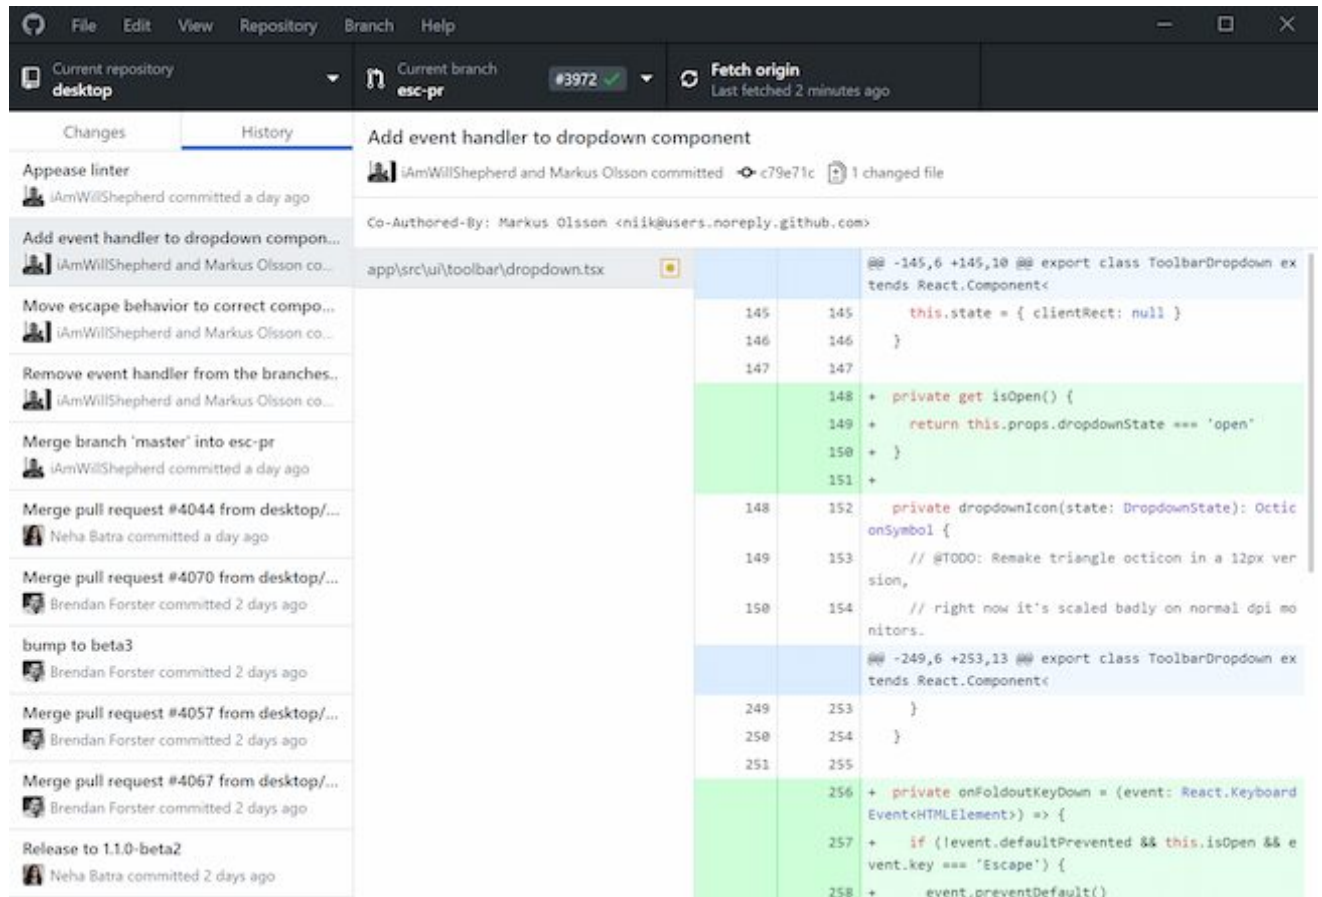 File Edit View Repository Branch Help
Current repository
desktop
Current branch
esc-pr
#3972
Fetch origin
Last fetched 2 minutes ago
Changes History
Appease linter
iAmWillShepherd committed a day ago
Add event handler to dropdown compon...
iAmWillShepherd and Markus Olsson co...
Move escape behavior to correct compo...
iAmWillShepherd and Markus Olsson co...
Remove event handler from the branches..
iAmWillShepherd and Markus Olsson co...
Merge branch 'master' into esc-pr
iAmWillShepherd committed a day ago
Merge pull request #4044 from desktop/...
Neha Batra committed a day ago
Merge pull request #4070 from desktop/...
Brendan Forster committed 2 days ago
bump to beta3
Brendan Forster committed 2 days ago
Merge pull request #4057 from desktop/...
Brendan Forster committed 2 days ago
Merge pull request #4067 from desktop/...
Brendan Forster committed 2 days ago
Release to 1.1.0-beta2
Neha Batra committed 2 days ago
Add event handler to dropdown component
iAmWillShepherd and Markus Olsson committed c79e71c 1 changed file
Co-Authored-By: Markus Olsson <niik@users.noreply.github.com>
app\src\ui\toolbar\dropdown.tsx
@@ -145,6 +145,10 @@ export class ToolbarDropdown ex
tends React.Component<
145 145 this.state = { clientRect: null }
146 146 }
147 147
148 + private get isOpen() {
149 + return this.props.dropdownState === 'open'
150 + }
151 +
148 152 private dropdownIcon(state: DropdownState): Octic
onSymbol {
149 153 // @TODO: Remake triangle octicon in a 12px ver
sion,
150 154 // right now it's scaled badly on normal dpi mo
nitors.
@@ -249,6 +253,13 @@ export class ToolbarDropdown ex
tends React.Component<
249 253 }
250 254 }
251 255
256 + private onFoldoutKeyDown = (event: React.Keyboard
Event<HTMLElement>) => {
257 + if (!event.defaultPrevented && this.isOpen && e
vent.key === 'Escape') {
258 + event.preventDefault()